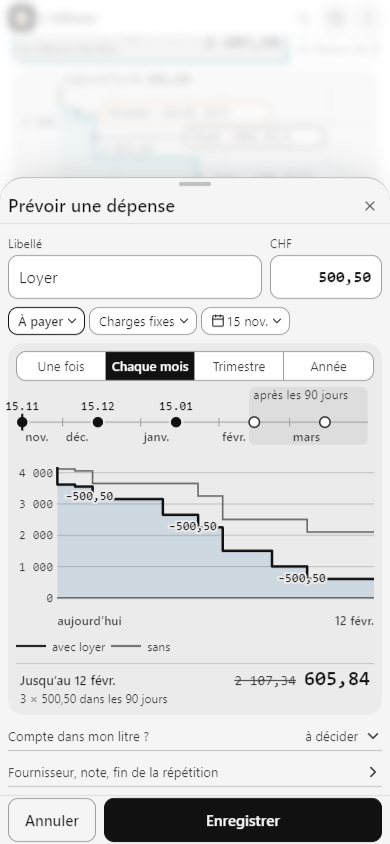 Prévoir une dépense
Libellé
CHF
Loyer
500,50
À payer
Charges fixes
15 nov.
Une fois
Chaque mois
Trimestre
Année
après les 90 jours
15.11
15.12
15.01
nov.
déc.
janv.
févr.
mars
4 000
3 000
2 000
1 000
0
−500,50
−500,50
−500,50
aujourd’hui
12 févr.
avec loyer
sans
Jusqu’au 12 févr.
2 107,34
605,84
3 × 500,50 dans les 90 jours
Compte dans mon litre ?
à décider
Fournisseur, note, fin de la répétition
Annuler
Enregistrer